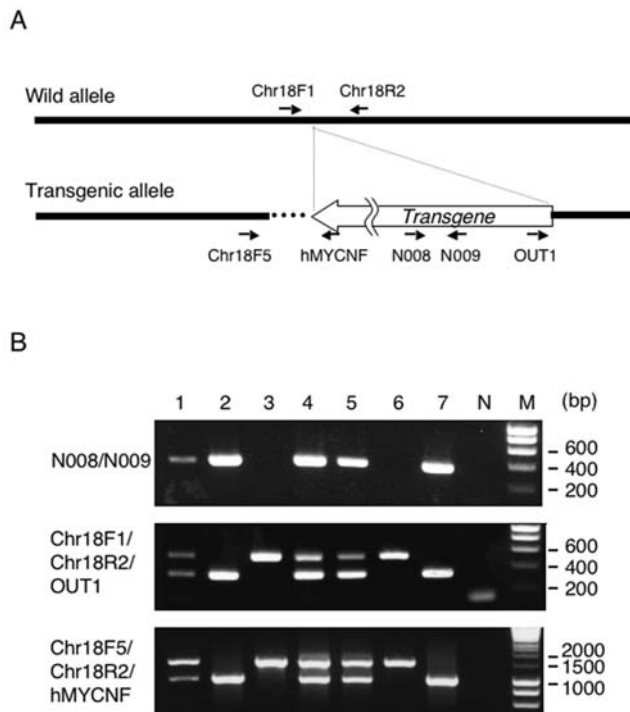 A
Chr18F1 Chr18R2
Wild allele
Transgenic allele
Transgene
Chr18F5 hMYCNF N008 N009 OUT1
B
1 2 3 4 5 6 7 N M (bp)
N008/N009
600
400
200
Chr18F1/
Chr18R2/
OUT1
600
400
200
Chr18F5/
Chr18R2/
hMYCNF
2000
1500
1000